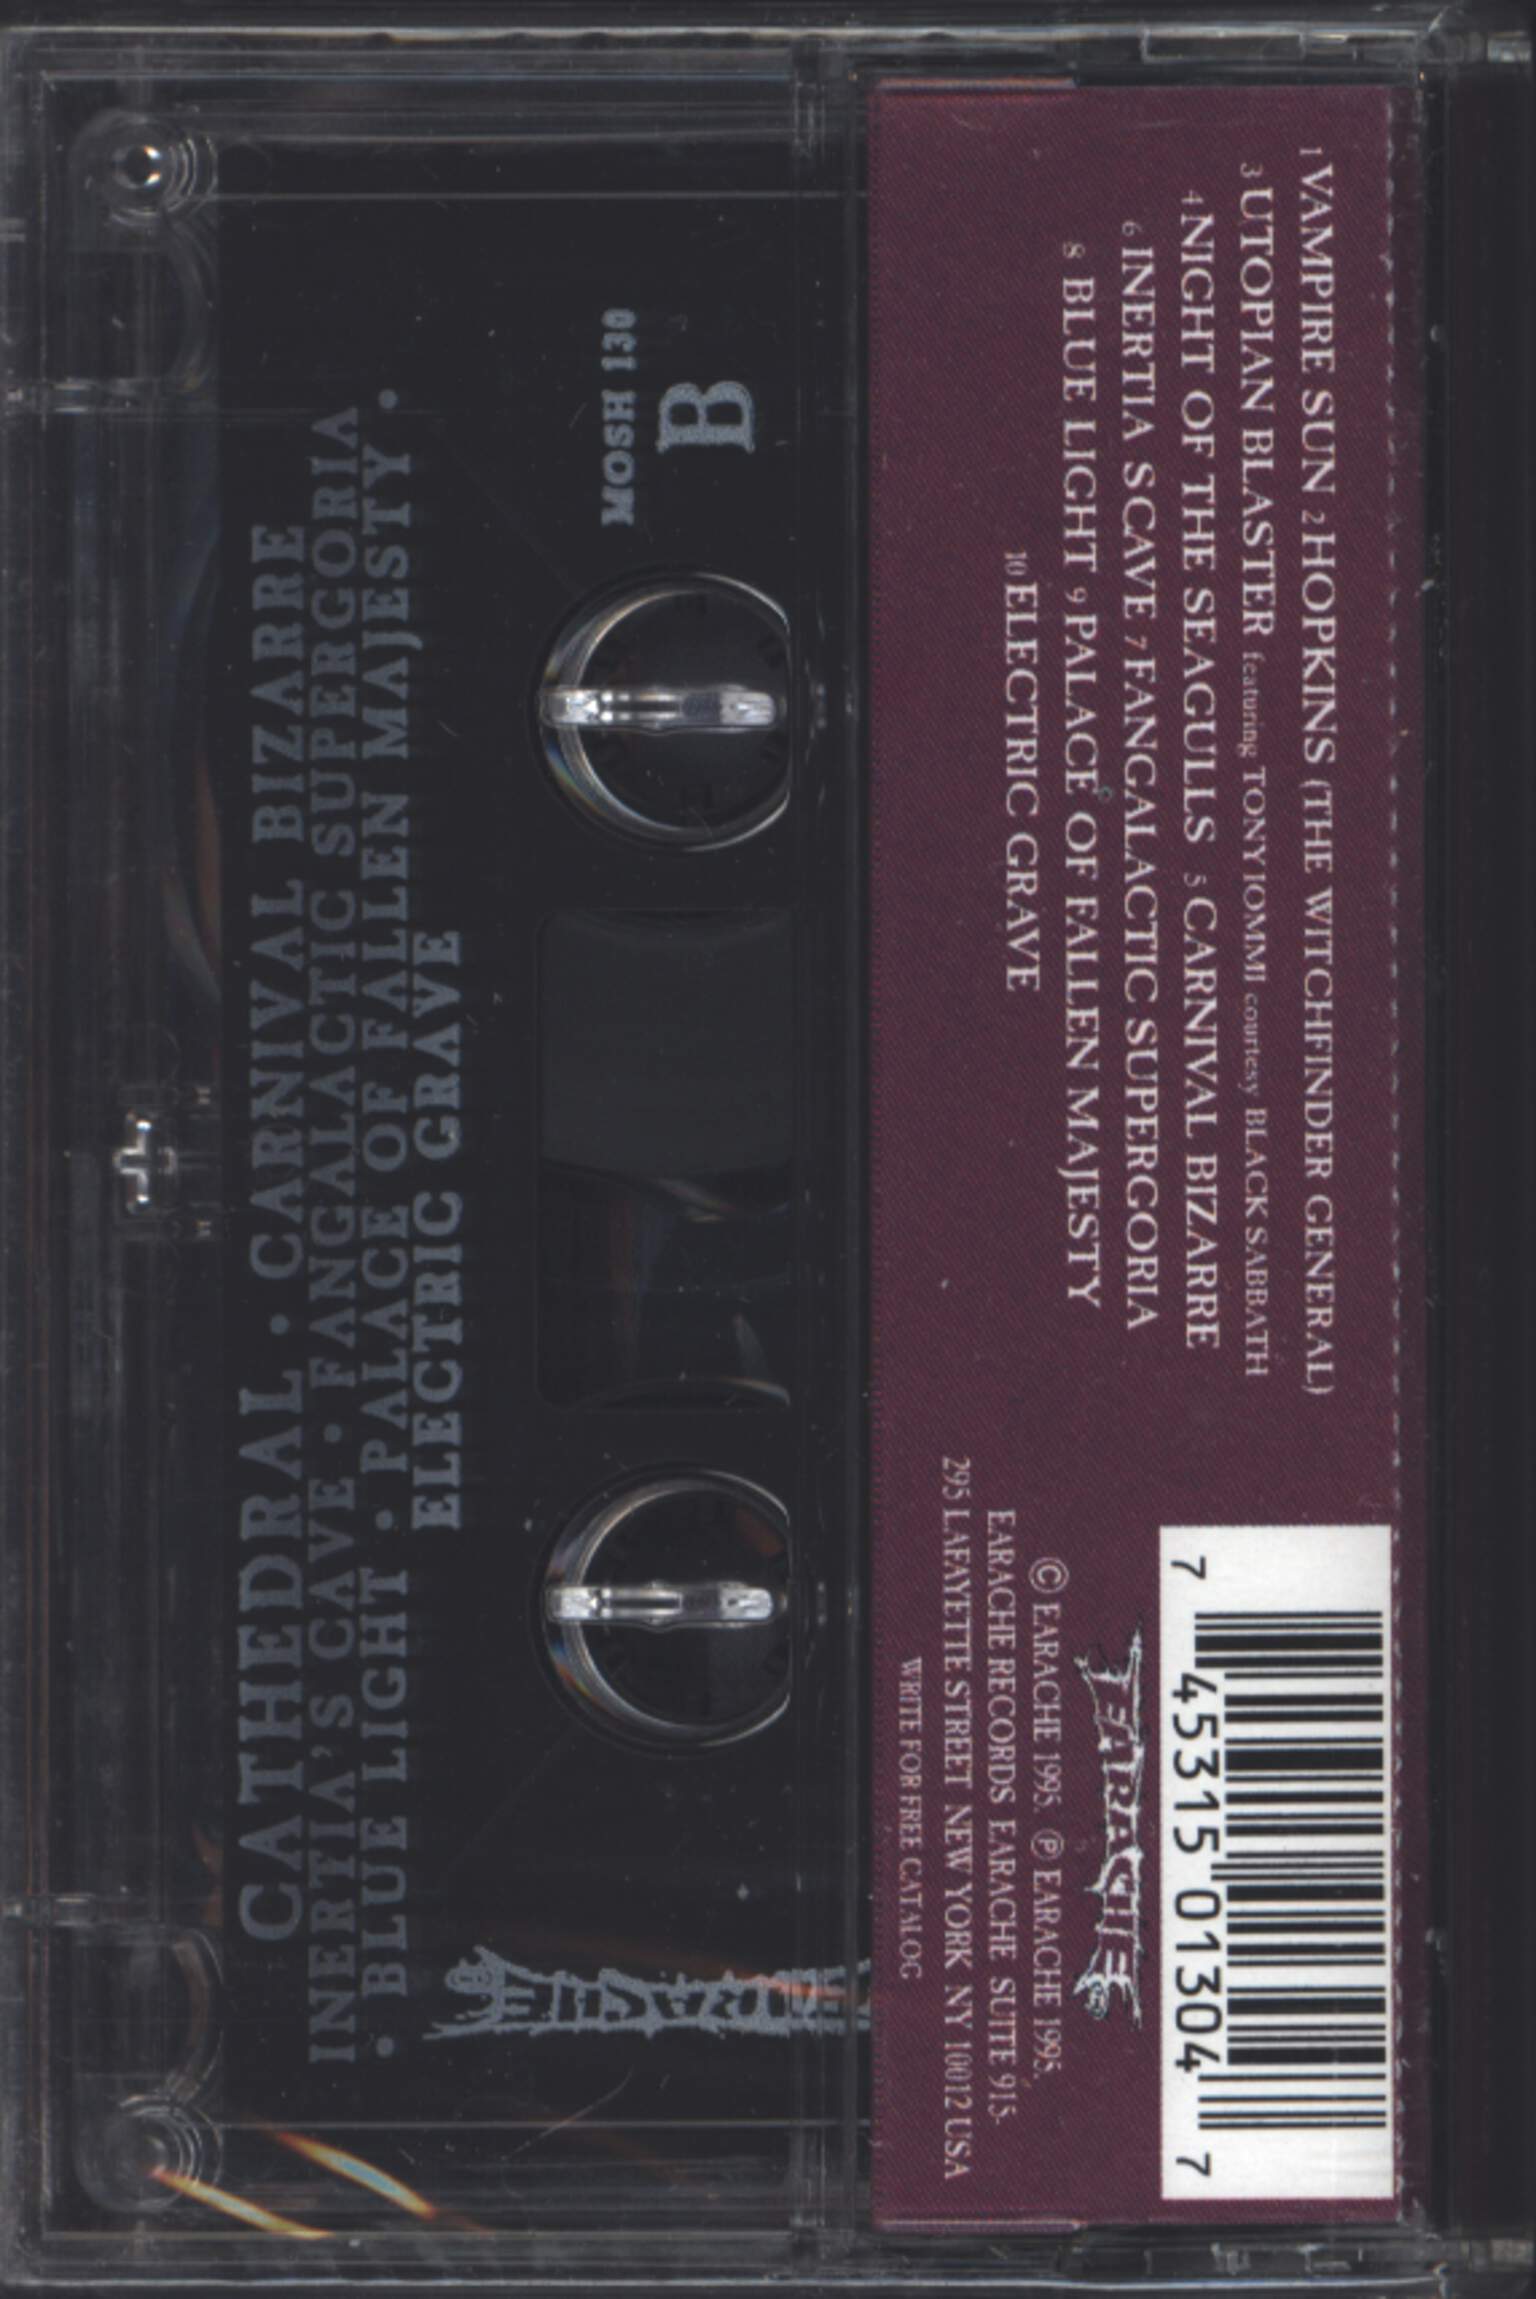 1 VAMPIRE SUN 2 HOPKINS (THE WITCHFINDER GENERAL)
3 UTOPIAN BLASTER featuring TONY IOMMI courtesy BLACK SABBATH
4 NIGHT OF THE SEAGULLS 5 CARNIVAL BIZARRE
6 INERTIA SCAVE 7 FANGALACTIC SUPERGORIA
8 BLUE LIGHT 9 PALACE OF FALLEN MAJESTY
10 ELECTRIC GRAVE
7 45315 01304 7
EARACHE
© EARACHE 1995. ℗ EARACHE 1995.
EARACHE RECORDS EARACHE SUITE 915-
295 LAFAYETTE STREET NEW YORK NY 10012 USA
WRITE FOR FREE CATALOG
CATHEDRAL • CARNIVAL BIZARRE
INERTIA'S CAVE • FANGALACTIC SUPERGORIA
• BLUE LIGHT • PALACE OF FALLEN MAJESTY •
ELECTRIC GRAVE
EARACHE
MOSH 130
B